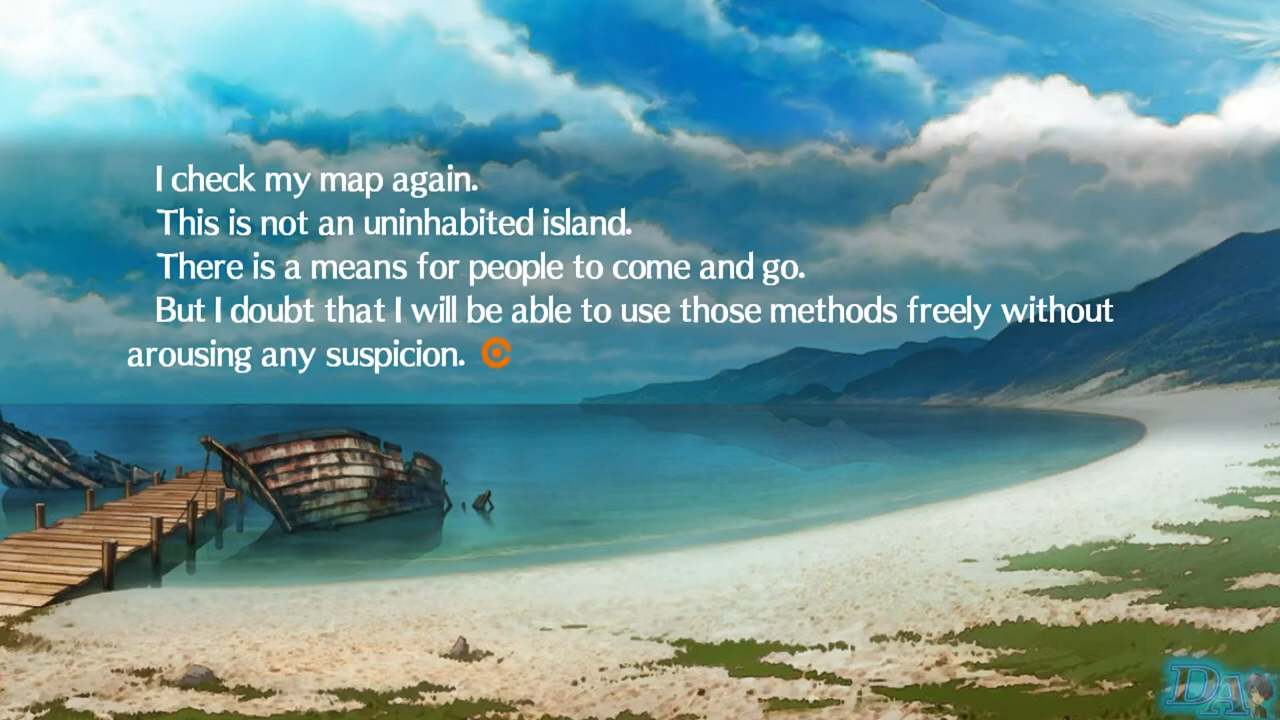 I check my map again.
This is not an uninhabited island.
There is a means for people to come and go.
But I doubt that I will be able to use those methods freely without
arousing any suspicion.
DA